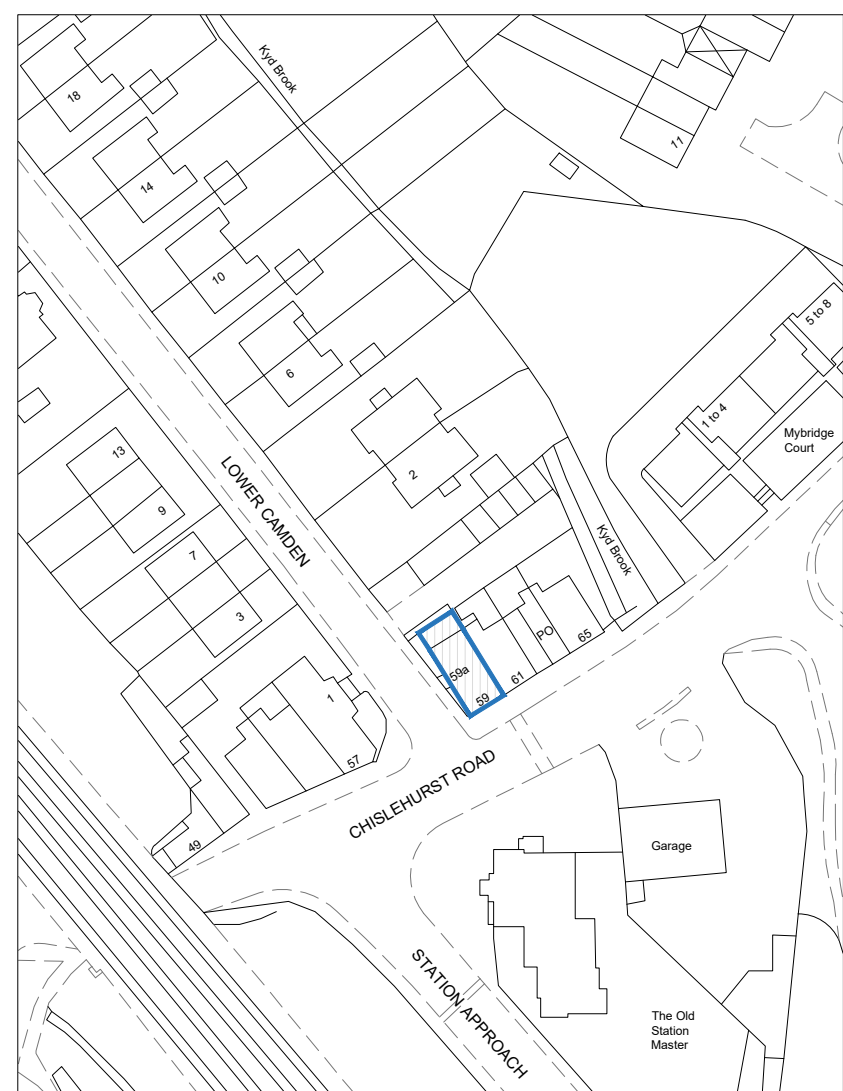 Kyd Brook
18
11
14
10
5 to 8
6
1 to 4
Mybridge
Court
13
2
LOWER CAMDEN
9
Kyd Brook
7
3
PO
65
59a
61
59
1
57
CHISLEHURST ROAD
49
Garage
STATION APPROACH
The Old
Station
Master